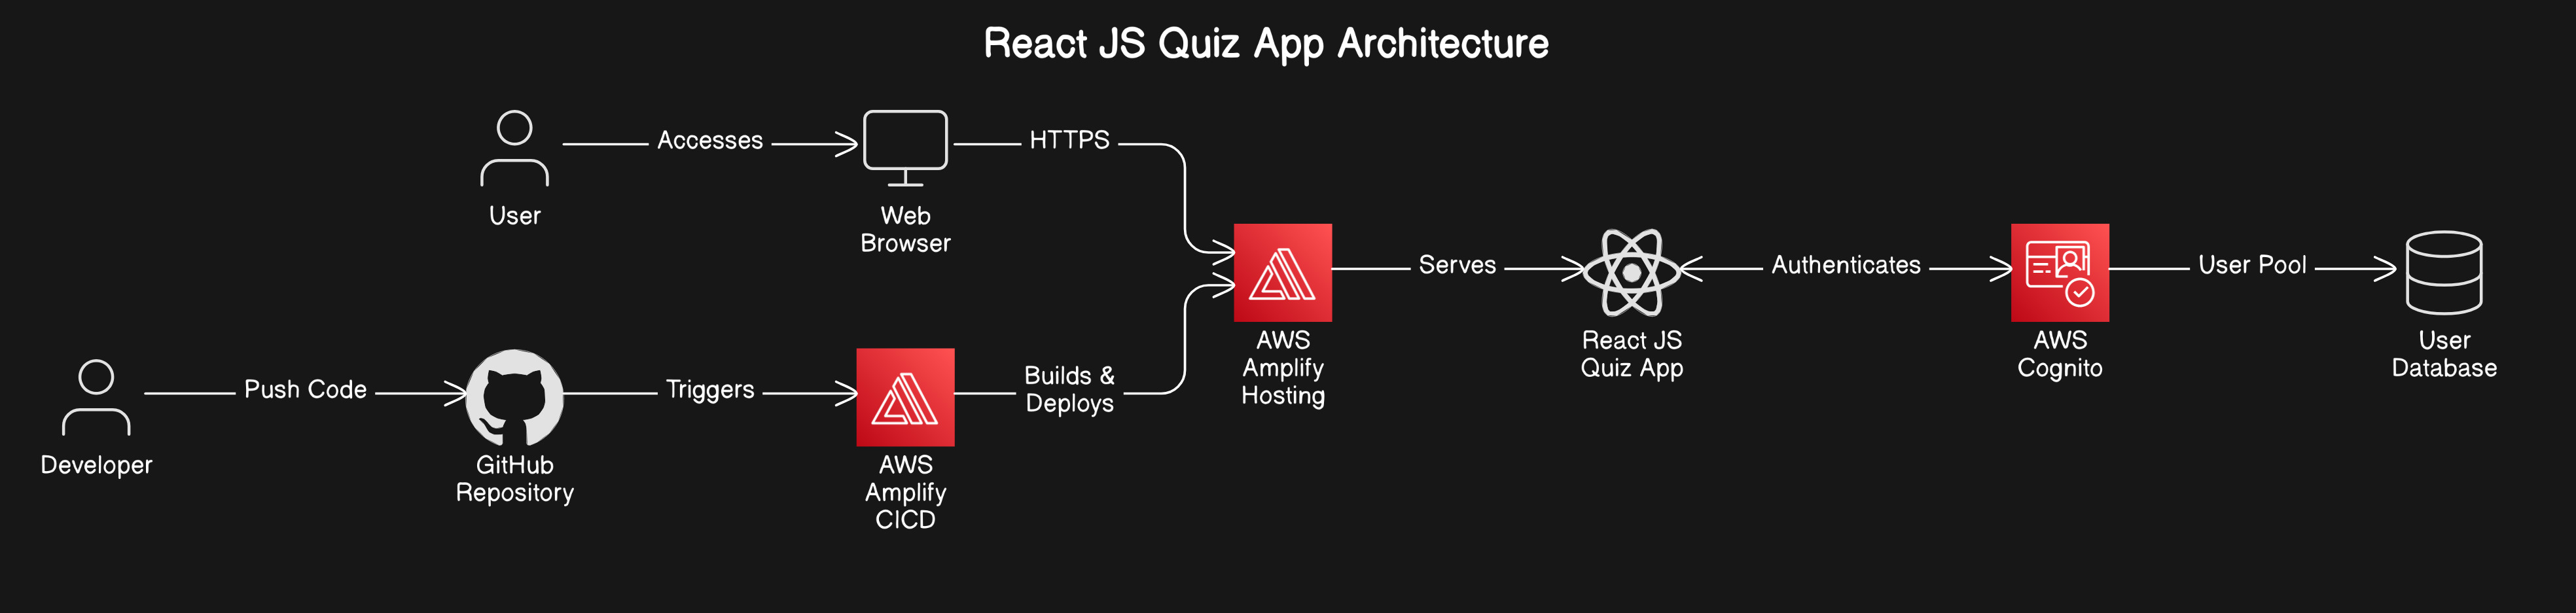 React JS Quiz App Architecture
Accesses
HTTPS
User
Web
Browser
Serves
Authenticates
User Pool
AWS
Amplify
Hosting
React JS
Quiz App
AWS
Cognito
User
Database
Push Code
Triggers
Builds &
Deploys
Developer
GitHub
Repository
AWS
Amplify
CICD